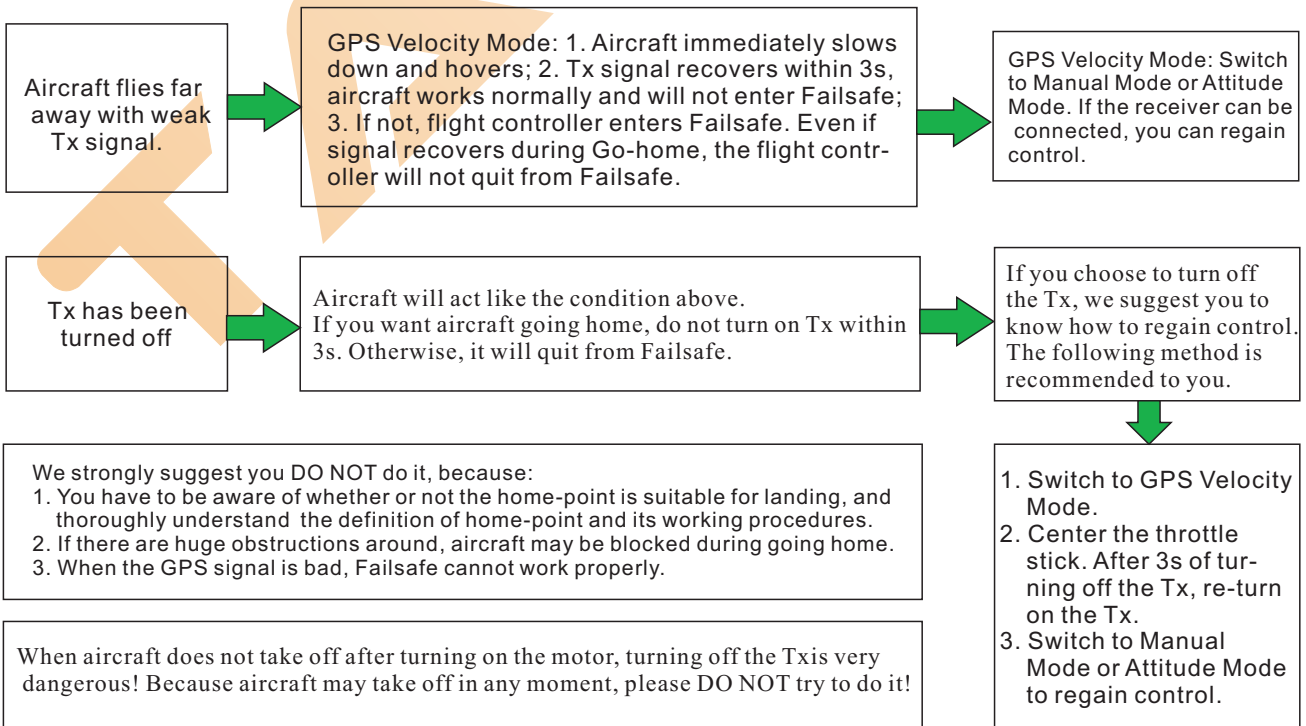 Aircraft flies far
away with weak
Tx signal.
GPS Velocity Mode: 1. Aircraft immediately slows
down and hovers; 2. Tx signal recovers within 3s,
aircraft works normally and will not enter Failsafe;
3. If not, flight controller enters Failsafe. Even if
signal recovers during Go-home, the flight contr-
oller will not quit from Failsafe.
GPS Velocity Mode: Switch
to Manual Mode or Attitude
Mode. If the receiver can be
connected, you can regain
control.
Tx has been
turned off
Aircraft will act like the condition above.
If you want aircraft going home, do not turn on Tx within
3s. Otherwise, it will quit from Failsafe.
If you choose to turn off
the Tx, we suggest you to
know how to regain control.
The following method is
recommended to you.
We strongly suggest you DO NOT do it, because:
1. You have to be aware of whether or not the home-point is suitable for landing, and
thoroughly understand the definition of home-point and its working procedures.
2. If there are huge obstructions around, aircraft may be blocked during going home.
3. When the GPS signal is bad, Failsafe cannot work properly.
1. Switch to GPS Velocity
Mode.
2. Center the throttle
stick. After 3s of tur-
ning off the Tx, re-turn
on the Tx.
3. Switch to Manual
Mode or Attitude Mode
to regain control.
When aircraft does not take off after turning on the motor, turning off the Txis very
dangerous! Because aircraft may take off in any moment, please DO NOT try to do it!